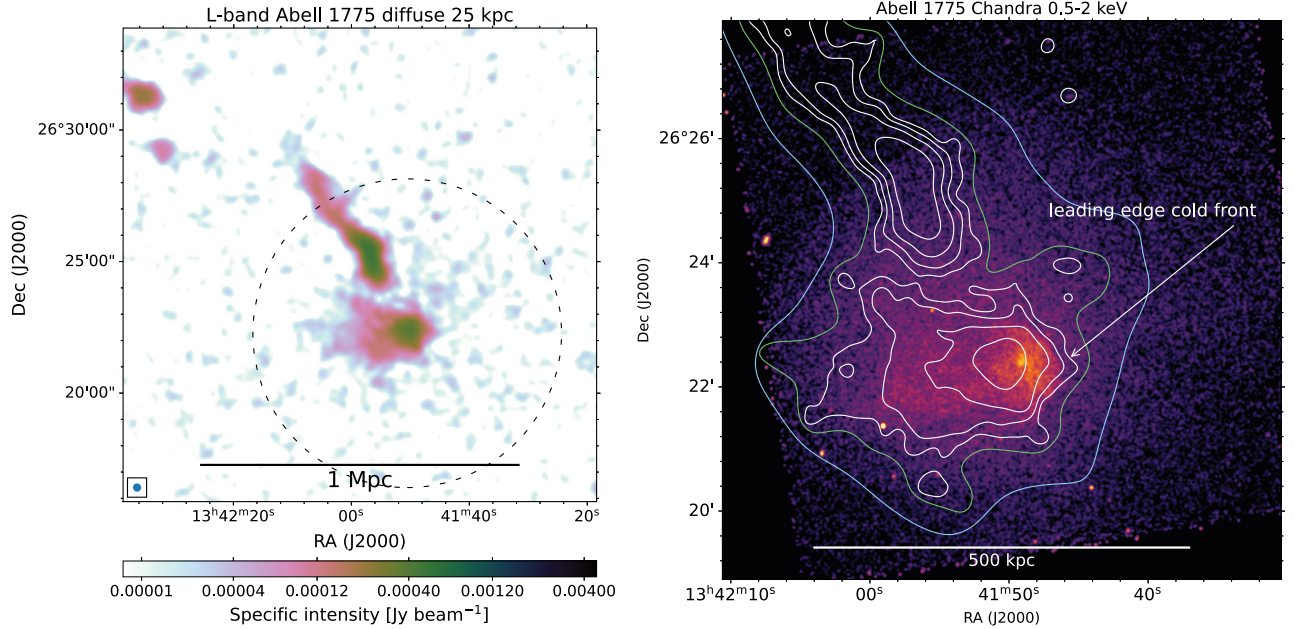 L-band Abell 1775 diffuse 25 kpc
26°30'00"
25'00"
20'00"
Dec (J2000)
1 Mpc
13ʰ42ᵐ20ˢ
00ˢ
41ᵐ40ˢ
20ˢ
RA (J2000)
0.00001
0.00004
0.00012
0.00040
0.00120
0.00400
Specific intensity [Jy beam⁻¹]
Abell 1775 Chandra 0.5-2 keV
26°26'
24'
22'
20'
Dec (J2000)
leading edge cold front
500 kpc
13ʰ42ᵐ10ˢ
00ˢ
41ᵐ50ˢ
40ˢ
RA (J2000)